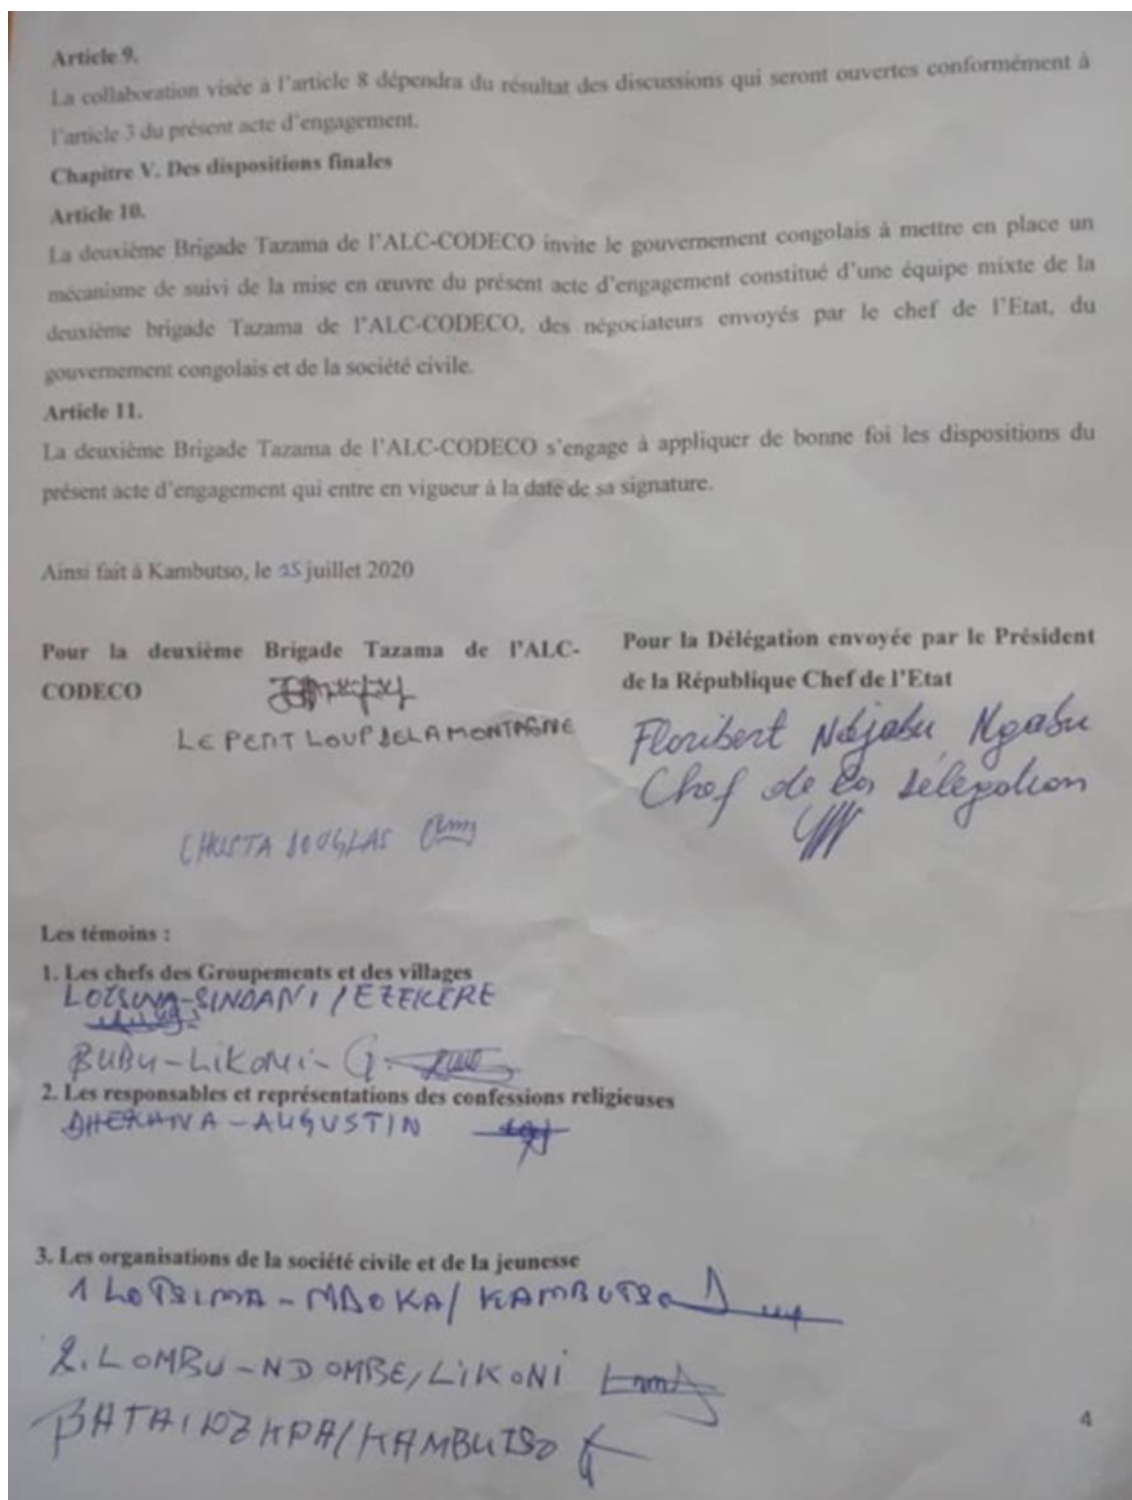 Article 9.
La collaboration visée à l'article 8 dépendra du résultat des discussions qui seront ouvertes conformément à
l'article 3 du présent acte d'engagement.
Chapitre V. Des dispositions finales
Article 10.
La deuxième Brigade Tazama de l'ALC-CODECO invite le gouvernement congolais à mettre en place un
mécanisme de suivi de la mise en œuvre du présent acte d'engagement constitué d'une équipe mixte de la
deuxième brigade Tazama de l'ALC-CODECO, des négociateurs envoyés par le chef de l'Etat, du
gouvernement congolais et de la société civile.
Article 11.
La deuxième Brigade Tazama de l'ALC-CODECO s'engage à appliquer de bonne foi les dispositions du
présent acte d'engagement qui entre en vigueur à la date de sa signature.
Ainsi fait à Kambutso, le 25 juillet 2020
Pour la deuxième Brigade Tazama de l'ALC-
CODECO
LE PETIT LOUP DE LA MONTAGNE
DOUGLAS
Pour la Délégation envoyée par le Président
de la République Chef de l'Etat
Floribert Ndjabu Ngabu
Chef de la délégation
Les témoins :
1. Les chefs des Groupements et des villages
SINDANI / EZEKERE
BUBU-LIKONI-
2. Les responsables et représentations des confessions religieuses
AUGUSTIN
3. Les organisations de la société civile et de la jeunesse
1 LOTSIMA - MDOKA / KAMBUTSO
2. LOMBU-NDOMBE/LIKONI
/KAMBUTSO
4